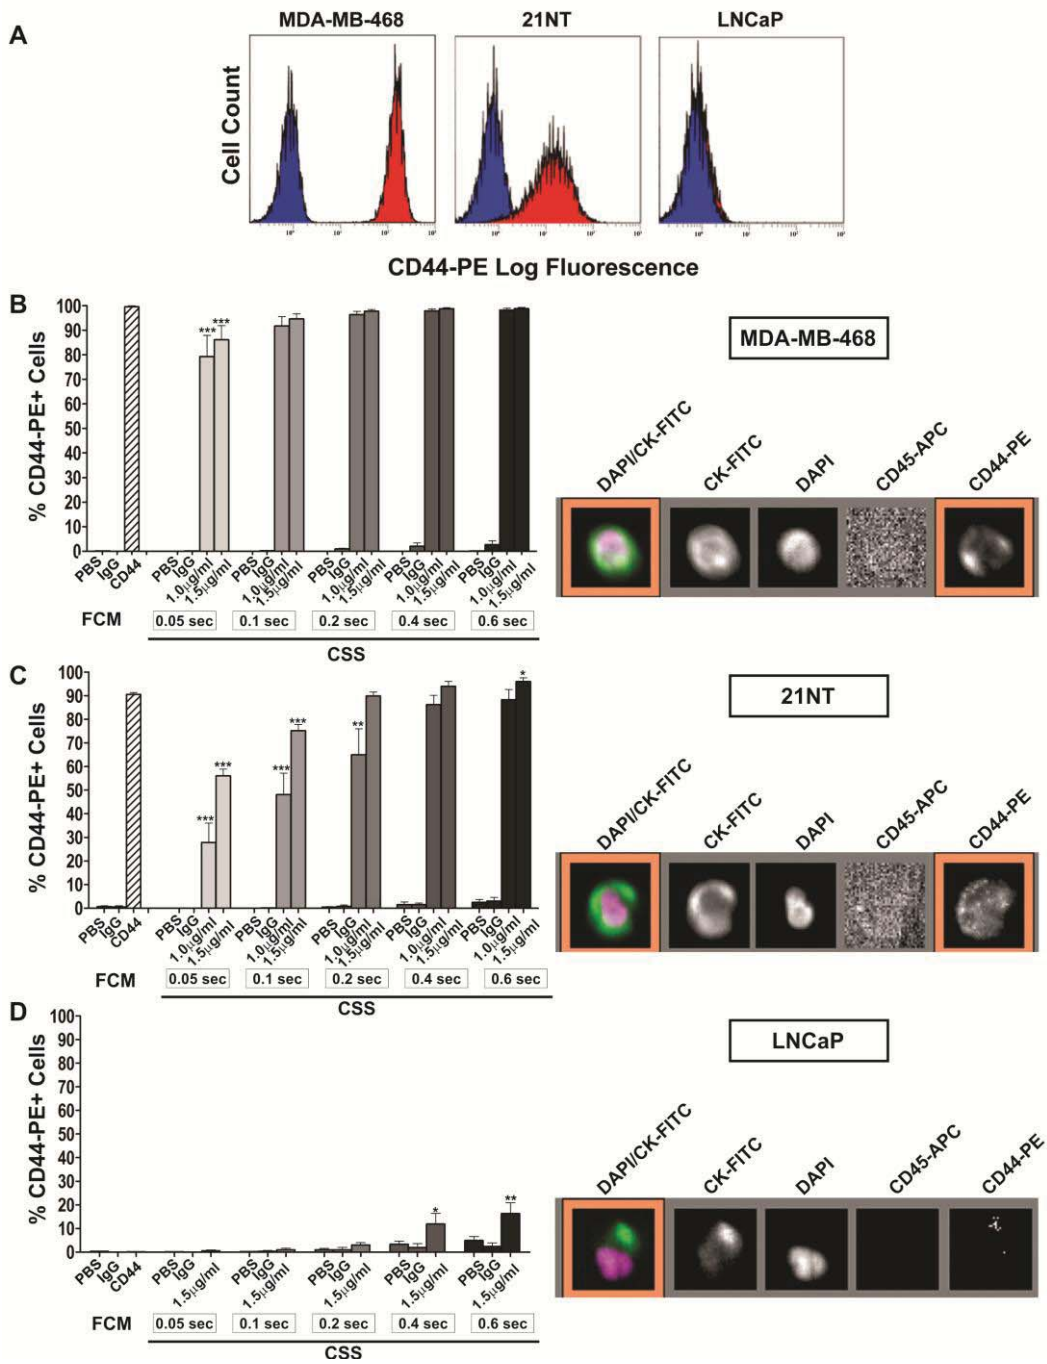 A
MDA-MB-468
21NT
LNCaP
Cell Count
CD44-PE Log Fluorescence
B
% CD44-PE+ Cells
100
90
80
70
60
50
40
30
20
10
0
***
***
PBS
IgG
CD44
PBS
IgG
1.0μg/ml
1.5μg/ml
PBS
IgG
1.0μg/ml
1.5μg/ml
PBS
IgG
1.0μg/ml
1.5μg/ml
PBS
IgG
1.0μg/ml
1.5μg/ml
PBS
IgG
1.0μg/ml
1.5μg/ml
FCM
0.05 sec
0.1 sec
0.2 sec
0.4 sec
0.6 sec
CSS
MDA-MB-468
DAPI/CK-FITC
CK-FITC
DAPI
CD45-APC
CD44-PE
C
% CD44-PE+ Cells
100
90
80
70
60
50
40
30
20
10
0
***
***
***
***
**
*
PBS
IgG
CD44
PBS
IgG
1.0μg/ml
1.5μg/ml
PBS
IgG
1.0μg/ml
1.5μg/ml
PBS
IgG
1.0μg/ml
1.5μg/ml
PBS
IgG
1.0μg/ml
1.5μg/ml
PBS
IgG
1.0μg/ml
1.5μg/ml
FCM
0.05 sec
0.1 sec
0.2 sec
0.4 sec
0.6 sec
CSS
21NT
DAPI/CK-FITC
CK-FITC
DAPI
CD45-APC
CD44-PE
D
% CD44-PE+ Cells
100
90
80
70
60
50
40
30
20
10
0
*
**
PBS
IgG
CD44
PBS
IgG
1.5μg/ml
PBS
IgG
1.5μg/ml
PBS
IgG
1.5μg/ml
PBS
IgG
1.5μg/ml
PBS
IgG
1.5μg/ml
FCM
0.05 sec
0.1 sec
0.2 sec
0.4 sec
0.6 sec
CSS
LNCaP
DAPI/CK-FITC
CK-FITC
DAPI
CD45-APC
CD44-PE